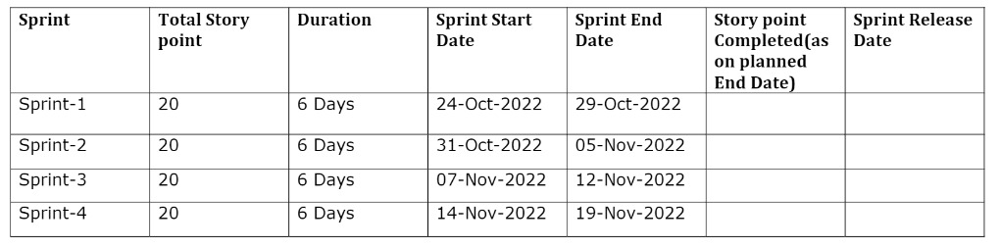 Sprint Total Story Duration Sprint Start Sprint End Story point Sprint Release
point Date Date Completed(as Date
on planned
End Date)
Sprint-1 20 6 Days 24-Oct-2022 29-Oct-2022
Sprint-2 20 6 Days 31-Oct-2022 05-Nov-2022
Sprint-3 20 6 Days 07-Nov-2022 12-Nov-2022
Sprint-4 20 6 Days 14-Nov-2022 19-Nov-2022